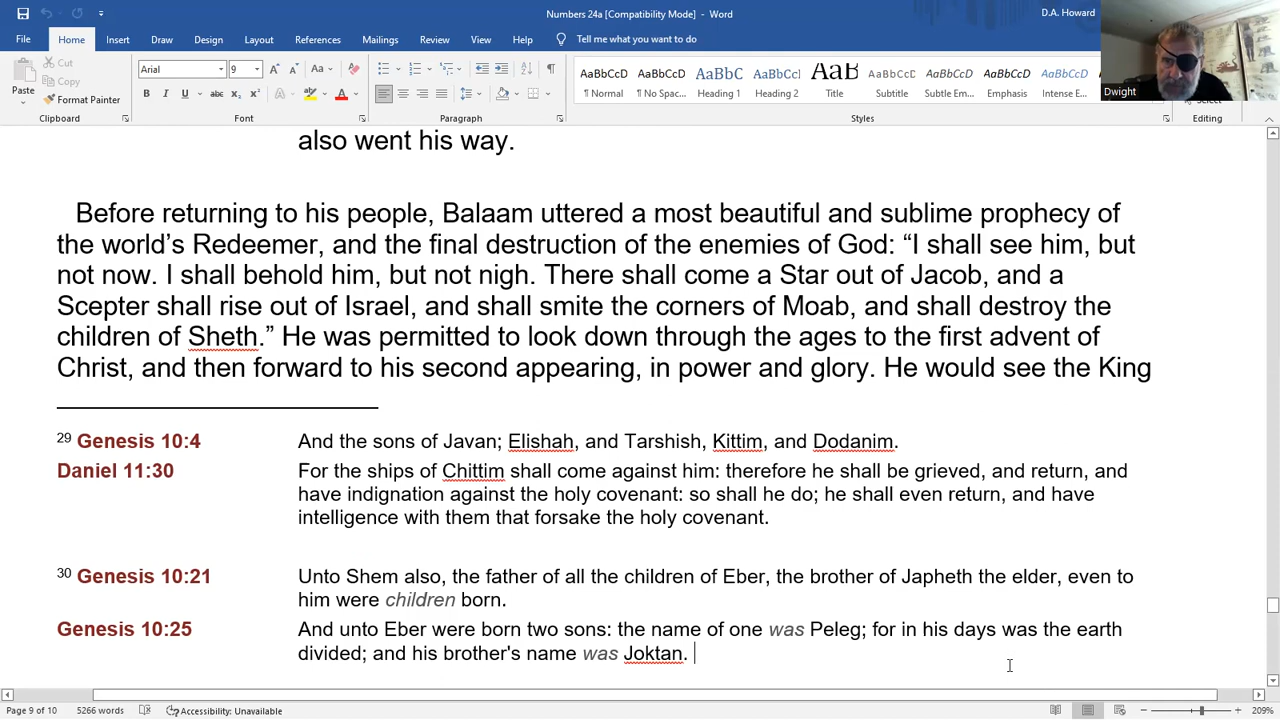 Numbers 24a [Compatibility Mode] - Word
D.A. Howard
File Home Insert Draw Design Layout References Mailings Review View Help Tell me what you want to do
Paste
Cut
Copy
Format Painter
Clipboard
Arial 9
Font
Paragraph
AaBbCcD AaBbCcD AaBbC AaBbCc AaB AaBbCcD AaBbCcD AaBbCcD AaBbCcD
¶ Normal ¶ No Spac... Heading 1 Heading 2 Title Subtitle Subtle Em... Emphasis Intense E...
Styles
Select
Editing
Dwight
also went his way.
Before returning to his people, Balaam uttered a most beautiful and sublime prophecy of
the world’s Redeemer, and the final destruction of the enemies of God: “I shall see him, but
not now. I shall behold him, but not nigh. There shall come a Star out of Jacob, and a
Scepter shall rise out of Israel, and shall smite the corners of Moab, and shall destroy the
children of Sheth.” He was permitted to look down through the ages to the first advent of
Christ, and then forward to his second appearing, in power and glory. He would see the King
29 Genesis 10:4 And the sons of Javan; Elishah, and Tarshish, Kittim, and Dodanim.
Daniel 11:30 For the ships of Chittim shall come against him: therefore he shall be grieved, and return, and
have indignation against the holy covenant: so shall he do; he shall even return, and have
intelligence with them that forsake the holy covenant.
30 Genesis 10:21 Unto Shem also, the father of all the children of Eber, the brother of Japheth the elder, even to
him were children born.
Genesis 10:25 And unto Eber were born two sons: the name of one was Peleg; for in his days was the earth
divided; and his brother's name was Joktan.
Page 9 of 10 5266 words Accessibility: Unavailable 209%